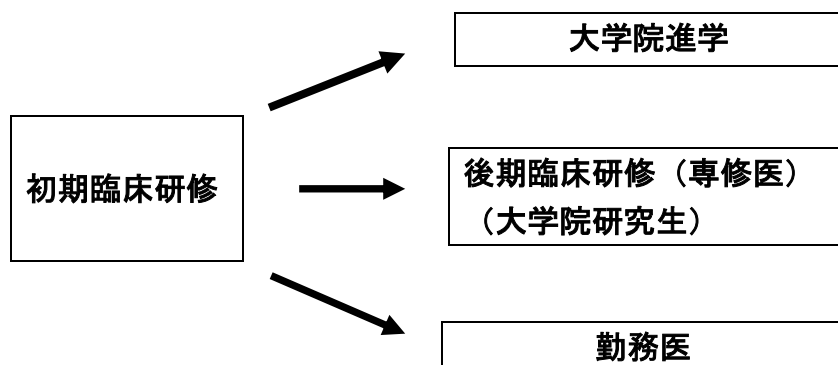 大学院進学
初期臨床研修
後期臨床研修（専修医）
（大学院研究生）
勤務医